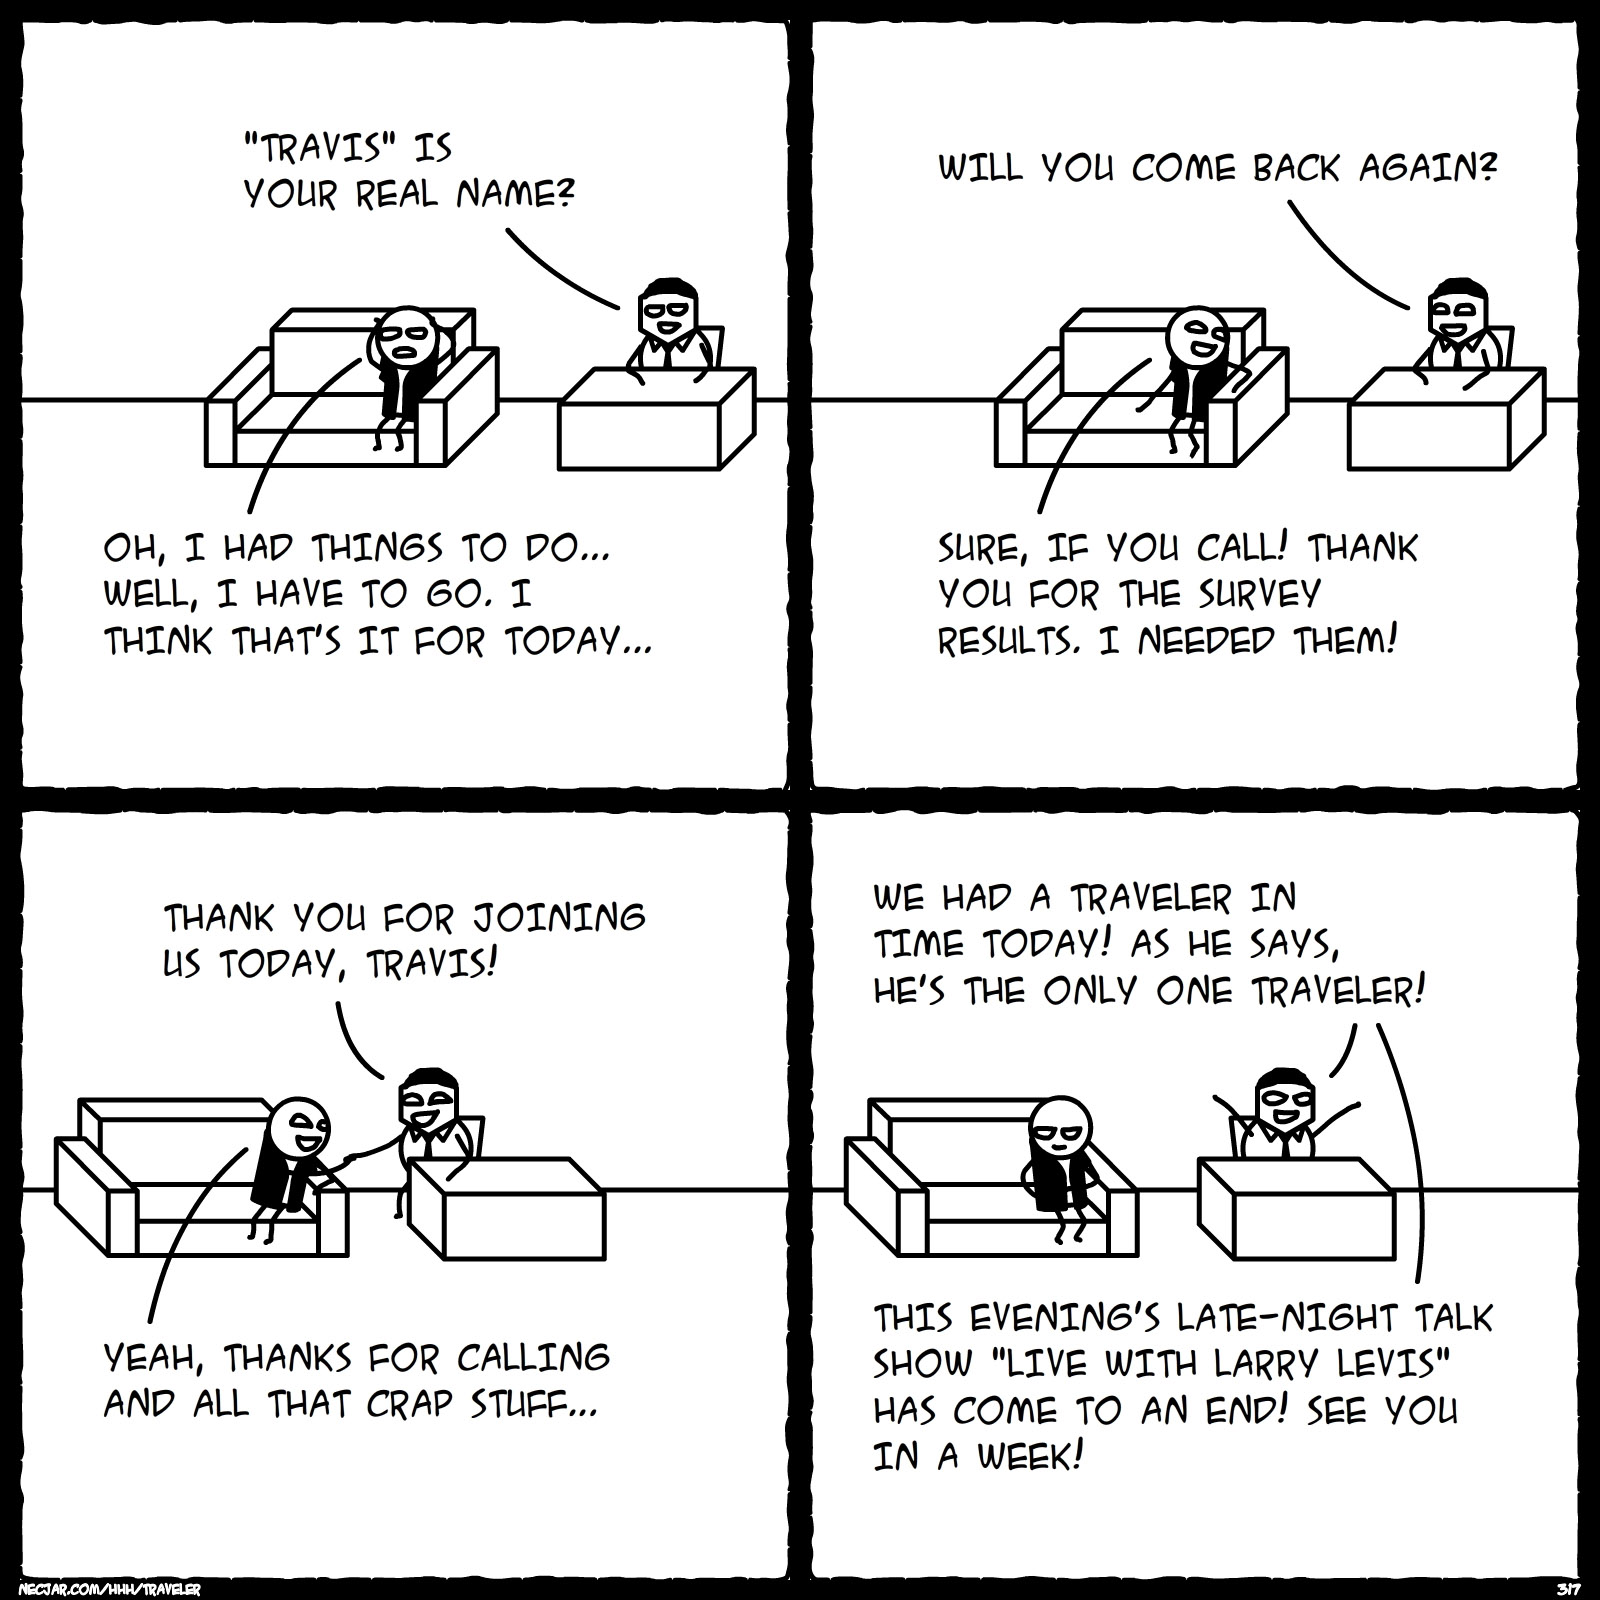 "TRAVIS" IS
YOUR REAL NAME?
OH, I HAD THINGS TO DO...
WELL, I HAVE TO GO. I
THINK THAT'S IT FOR TODAY...
WILL YOU COME BACK AGAIN?
SURE, IF YOU CALL! THANK
YOU FOR THE SURVEY
RESULTS. I NEEDED THEM!
THANK YOU FOR JOINING
US TODAY, TRAVIS!
YEAH, THANKS FOR CALLING
AND ALL THAT CRAP STUFF...
WE HAD A TRAVELER IN
TIME TODAY! AS HE SAYS,
HE'S THE ONLY ONE TRAVELER!
THIS EVENING'S LATE-NIGHT TALK
SHOW "LIVE WITH LARRY LEVIS"
HAS COME TO AN END! SEE YOU
IN A WEEK!
NECJAR.COM/HHH/TRAVELER
317